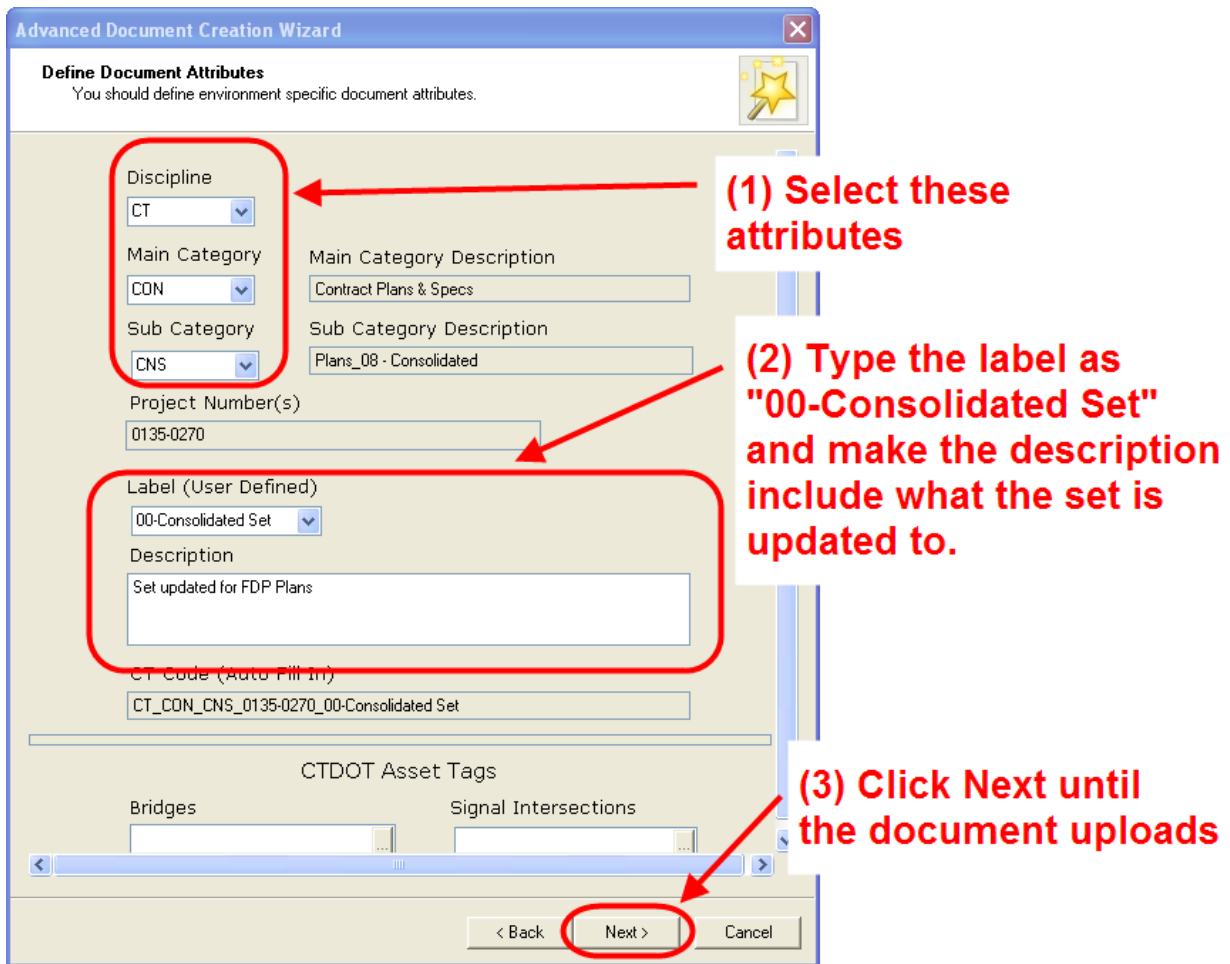 Advanced Document Creation Wizard
Define Document Attributes
You should define environment specific document attributes.
Discipline
CT
Main Category
Main Category Description
CON
Contract Plans & Specs
Sub Category
Sub Category Description
CNS
Plans_08 - Consolidated
Project Number(s)
0135-0270
Label (User Defined)
00-Consolidated Set
Description
Set updated for FDP Plans
CT Code (Auto Fill In)
CT_CON_CNS_0135-0270_00-Consolidated Set
CTDOT Asset Tags
Bridges
Signal Intersections
...
...
< Back
Next >
Cancel
(1) Select these
attributes
(2) Type the label as
"00-Consolidated Set"
and make the description
include what the set is
updated to.
(3) Click Next until
the document uploads